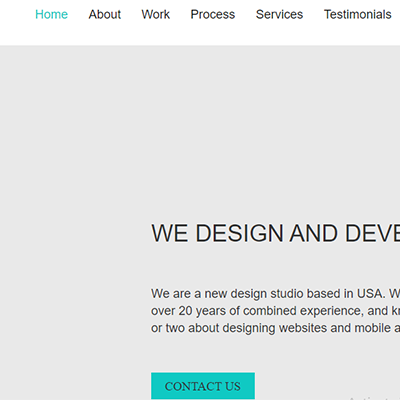 Home About Work Process Services Testimonials
WE DESIGN AND DEVE
We are a new design studio based in USA. W
over 20 years of combined experience, and k
or two about designing websites and mobile a
CONTACT US